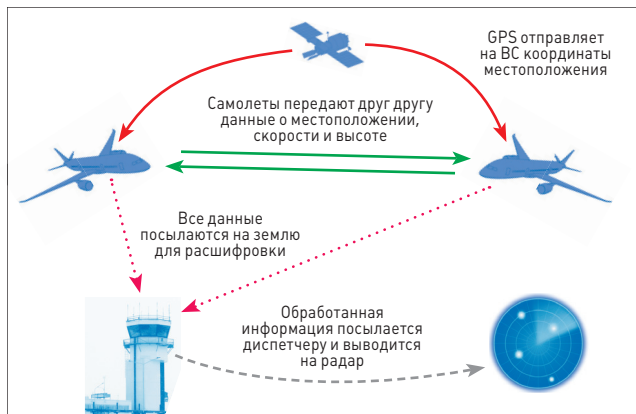 GPS отправляет
на ВС координаты
местоположения
Самолеты передают друг другу
данные о местоположении,
скорости и высоте
Все данные
посылаются на землю
для расшифровки
Обработанная
информация посылается
диспетчеру и выводится
на радар